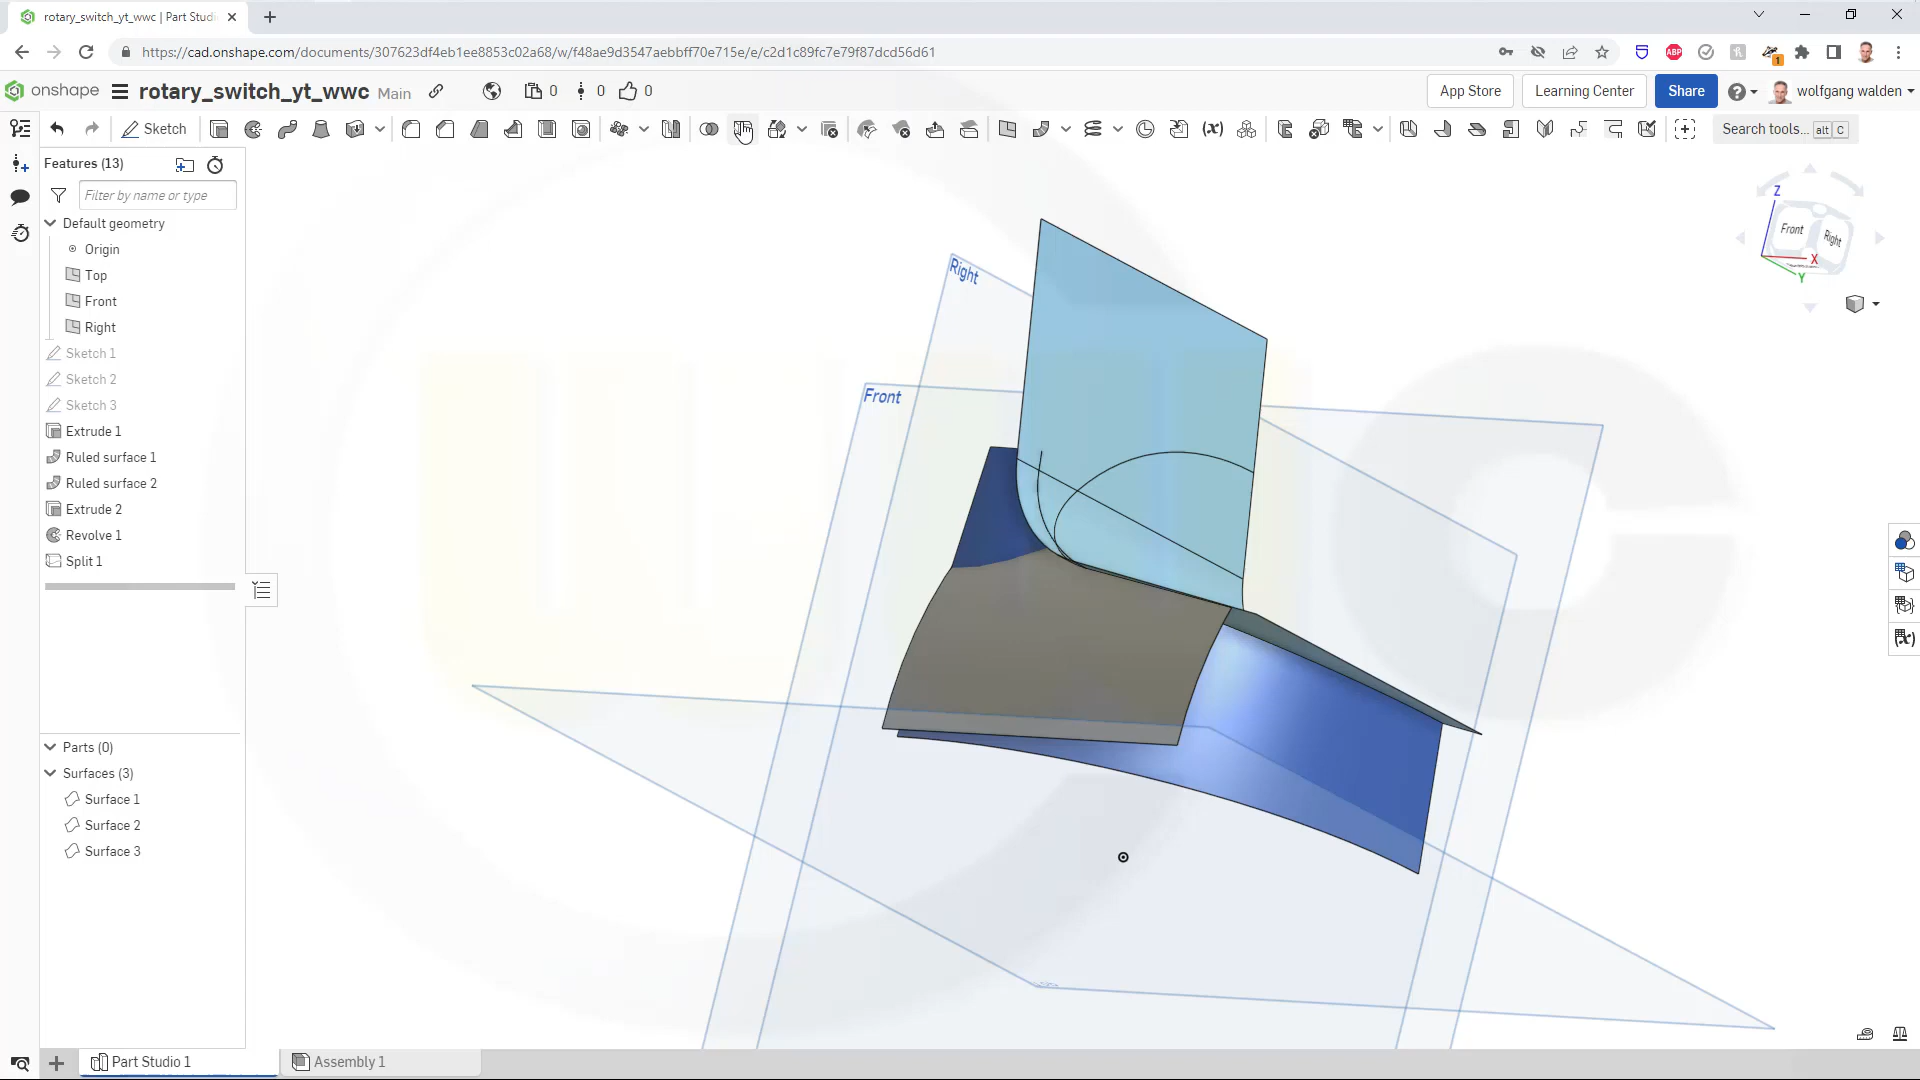 rotary_switch_yt_wwc | Part Studi
https://cad.onshape.com/documents/307623df4eb1ee8853c02a68/w/f48ae9d3547aebbff70e715e/e/c2d1c89fc7e79f87dcd56d61
ABP
1
onshape
rotary_switch_yt_wwc Main
0
0
0
App Store
Learning Center
Share
wolfgang walden
Sketch
Search tools... alt C
Features (13)
Filter by name or type
Default geometry
Origin
Top
Front
Right
Sketch 1
Sketch 2
Sketch 3
Extrude 1
Ruled surface 1
Ruled surface 2
Extrude 2
Revolve 1
Split 1
Parts (0)
Surfaces (3)
Surface 1
Surface 2
Surface 3
Right
Front
Z
Front
Right
X
Y
Part Studio 1
Assembly 1